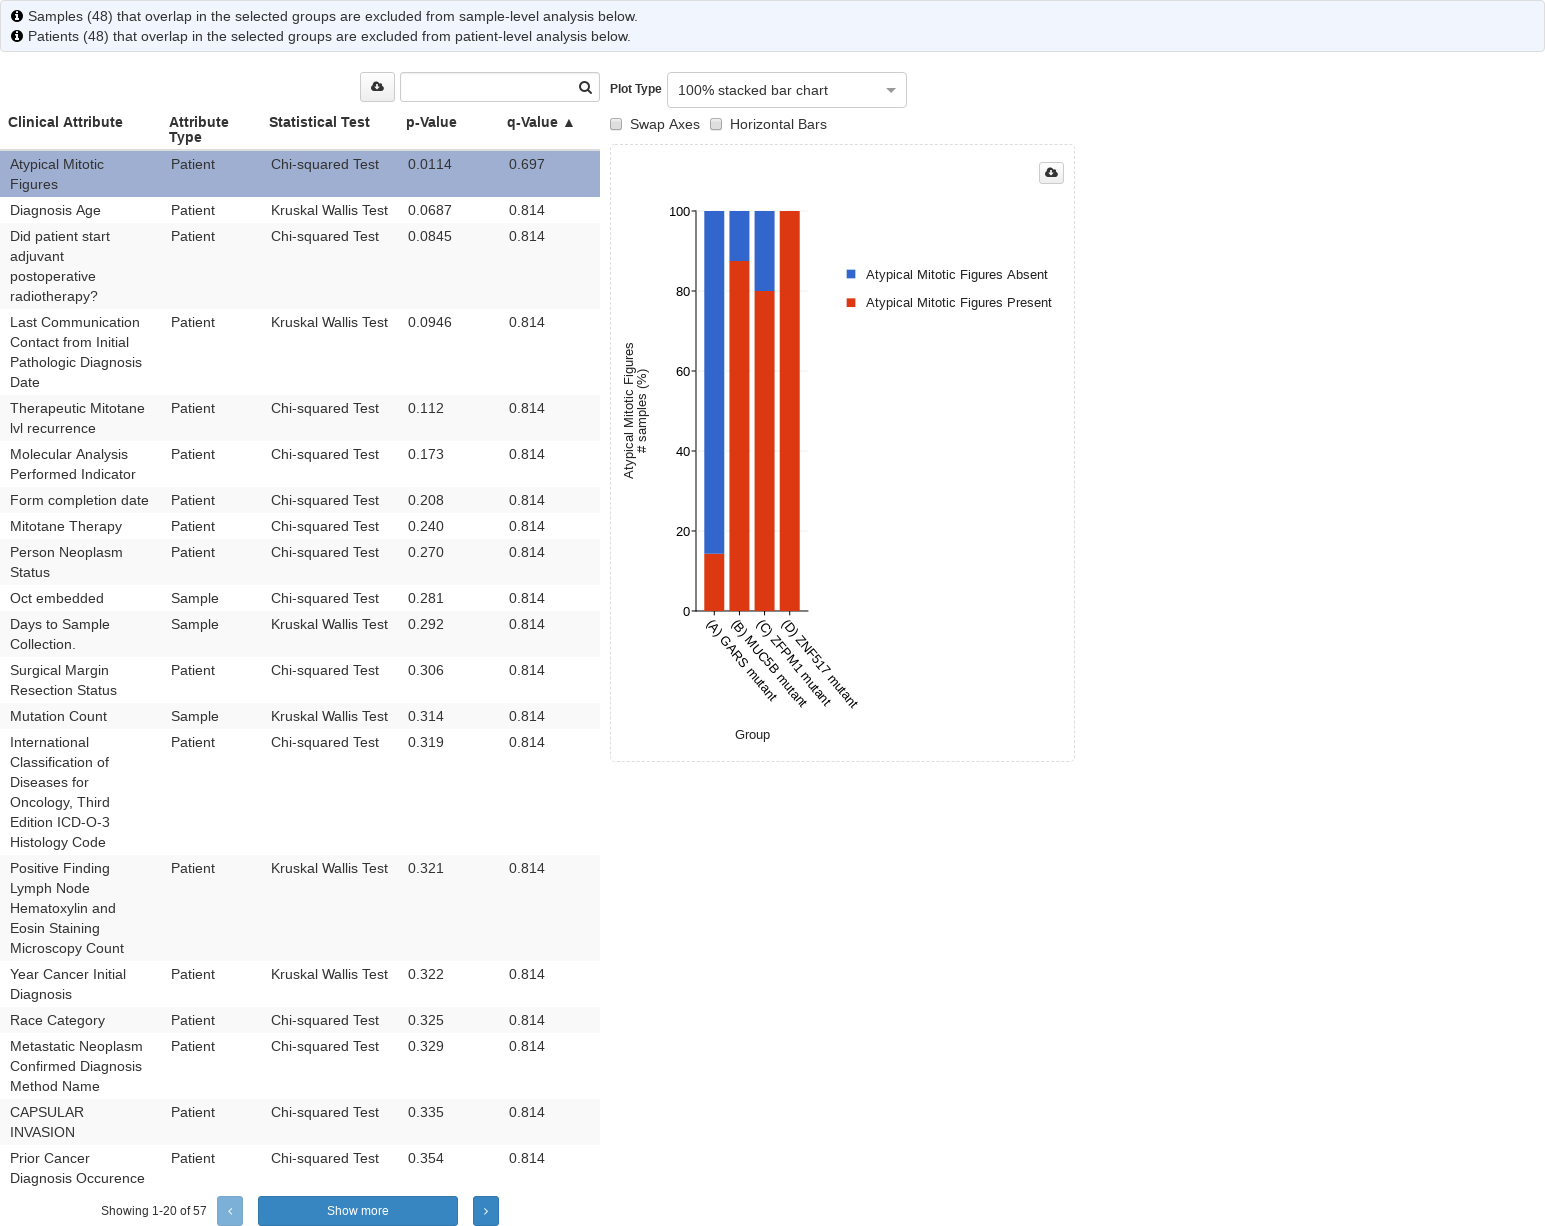 Samples (48) that overlap in the selected groups are excluded from sample-level analysis below.
Patients (48) that overlap in the selected groups are excluded from patient-level analysis below.
Clinical Attribute Attribute Type Statistical Test p-Value q-Value ▲
Atypical Mitotic Figures Patient Chi-squared Test 0.0114 0.697
Diagnosis Age Patient Kruskal Wallis Test 0.0687 0.814
Did patient start adjuvant postoperative radiotherapy? Patient Chi-squared Test 0.0845 0.814
Last Communication Contact from Initial Pathologic Diagnosis Date Patient Kruskal Wallis Test 0.0946 0.814
Therapeutic Mitotane lvl recurrence Patient Chi-squared Test 0.112 0.814
Molecular Analysis Performed Indicator Patient Chi-squared Test 0.173 0.814
Form completion date Patient Chi-squared Test 0.208 0.814
Mitotane Therapy Patient Chi-squared Test 0.240 0.814
Person Neoplasm Status Patient Chi-squared Test 0.270 0.814
Oct embedded Sample Chi-squared Test 0.281 0.814
Days to Sample Collection. Sample Kruskal Wallis Test 0.292 0.814
Surgical Margin Resection Status Patient Chi-squared Test 0.306 0.814
Mutation Count Sample Kruskal Wallis Test 0.314 0.814
International Classification of Diseases for Oncology, Third Edition ICD-O-3 Histology Code Patient Chi-squared Test 0.319 0.814
Positive Finding Lymph Node Hematoxylin and Eosin Staining Microscopy Count Patient Kruskal Wallis Test 0.321 0.814
Year Cancer Initial Diagnosis Patient Kruskal Wallis Test 0.322 0.814
Race Category Patient Chi-squared Test 0.325 0.814
Metastatic Neoplasm Confirmed Diagnosis Method Name Patient Chi-squared Test 0.329 0.814
CAPSULAR INVASION Patient Chi-squared Test 0.335 0.814
Prior Cancer Diagnosis Occurence Patient Chi-squared Test 0.354 0.814
Showing 1-20 of 57 ‹ Show more ›
Plot Type 100% stacked bar chart
Swap Axes Horizontal Bars
100
80
60
40
20
0
Atypical Mitotic Figures
# samples (%)
Atypical Mitotic Figures Absent
Atypical Mitotic Figures Present
(A) GARS mutant
(B) MUC5B mutant
(C) ZFPM1 mutant
(D) ZNF517 mutant
Group